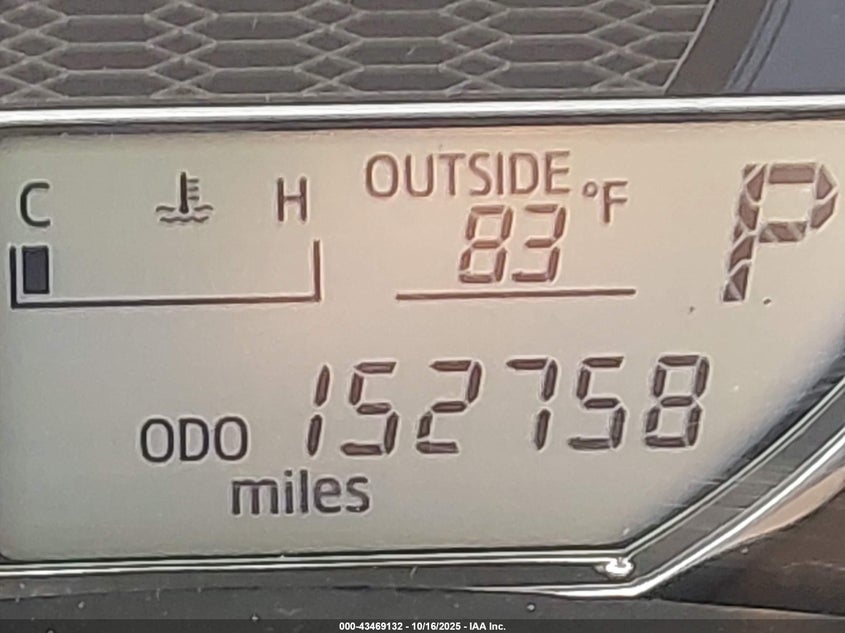 C H OUTSIDE °F P
83
ODO 152758
miles
000-43469132 - 10/16/2025 - IAA Inc.